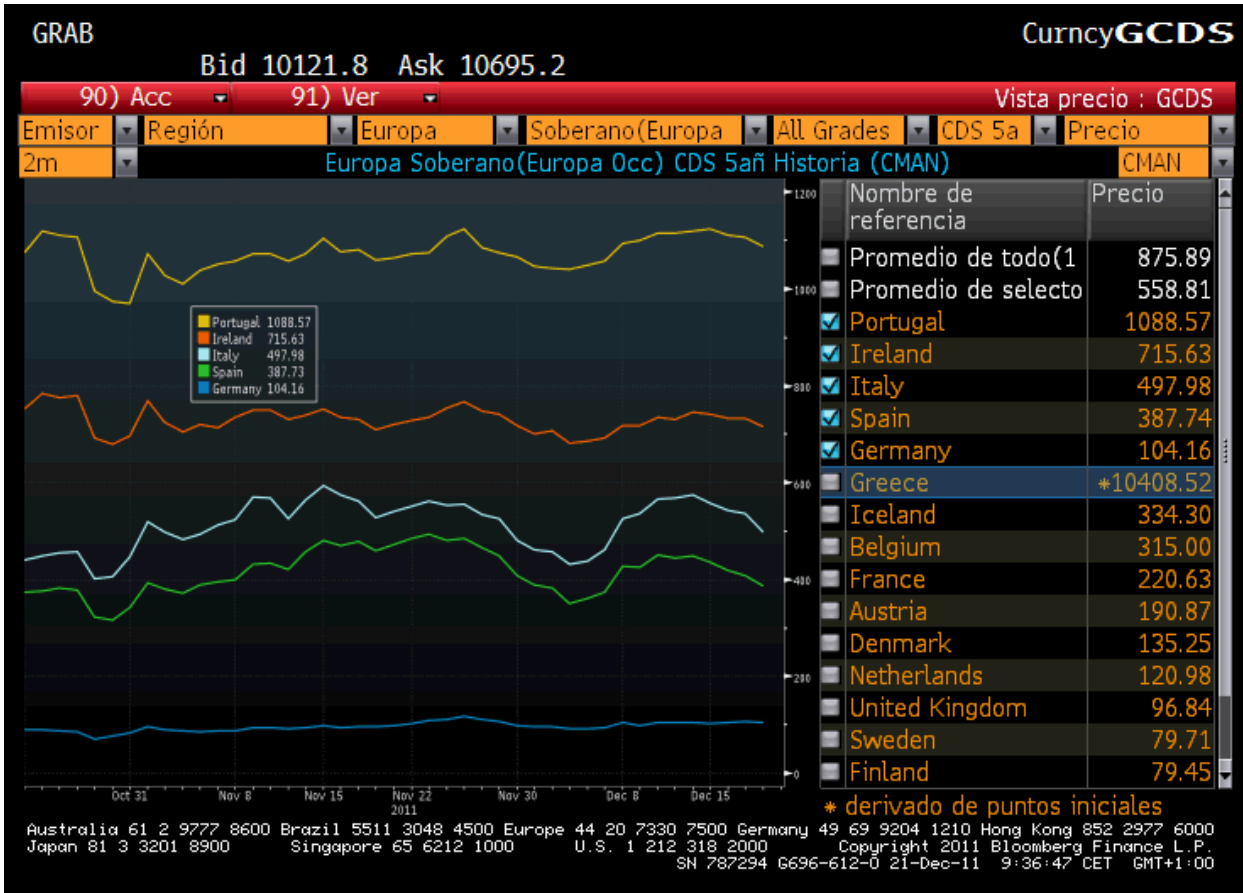 GRAB
CurncyGCDS
Bid 10121.8 Ask 10695.2
90) Acc 91) Ver Vista precio : GCDS
Emisor Región Europa Soberano(Europa All Grades CDS 5a Precio
2m Europa Soberano(Europa Occ) CDS 5añ Historia (CMAN) CMAN
Nombre de referencia Precio
Promedio de todo(1 875.89
Promedio de selecto 558.81
Portugal 1088.57
Ireland 715.63
Italy 497.98
Spain 387.74
Germany 104.16
Greece *10408.52
Iceland 334.30
Belgium 315.00
France 220.63
Austria 190.87
Denmark 135.25
Netherlands 120.98
United Kingdom 96.84
Sweden 79.71
Finland 79.45
* derivado de puntos iniciales
Portugal 1088.57
Ireland 715.63
Italy 497.98
Spain 387.73
Germany 104.16
1200
1000
800
600
400
200
0
Oct 31 Nov 8 Nov 15 Nov 22 Nov 30 Dec 8 Dec 15
2011
Australia 61 2 9777 8600 Brazil 5511 3048 4500 Europe 44 20 7330 7500 Germany 49 69 9204 1210 Hong Kong 852 2977 6000
Japan 81 3 3201 8900 Singapore 65 6212 1000 U.S. 1 212 318 2000 Copyright 2011 Bloomberg Finance L.P.
SN 787294 G696-612-0 21-Dec-11 9:36:47 CET GMT+1:00